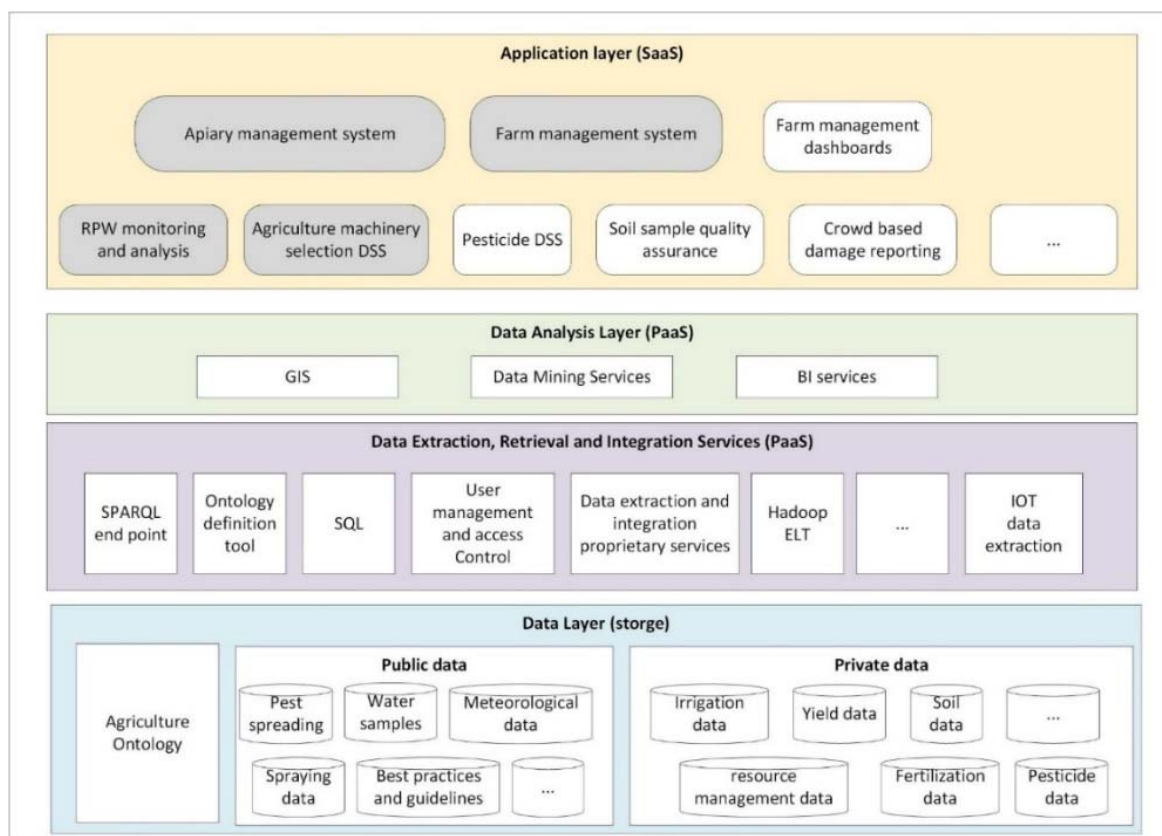 Application layer (SaaS)
Apiary management system
Farm management system
Farm management
dashboards
RPW monitoring
and analysis
Agriculture machinery
selection DSS
Pesticide DSS
Soil sample quality
assurance
Crowd based
damage reporting
...
Data Analysis Layer (PaaS)
GIS
Data Mining Services
BI services
Data Extraction, Retrieval and Integration Services (PaaS)
SPARQL
end point
Ontology
definition
tool
SQL
User
management
and access
Control
Data extraction and
integration
proprietary services
Hadoop
ELT
...
IOT
data
extraction
Data Layer (storge)
Agriculture
Ontology
Public data
Pest
spreading
Water
samples
Meteorological
data
Spraying
data
Best practices
and guidelines
...
Private data
Irrigation
data
Yield data
Soil
data
...
resource
management data
Fertilization
data
Pesticide
data